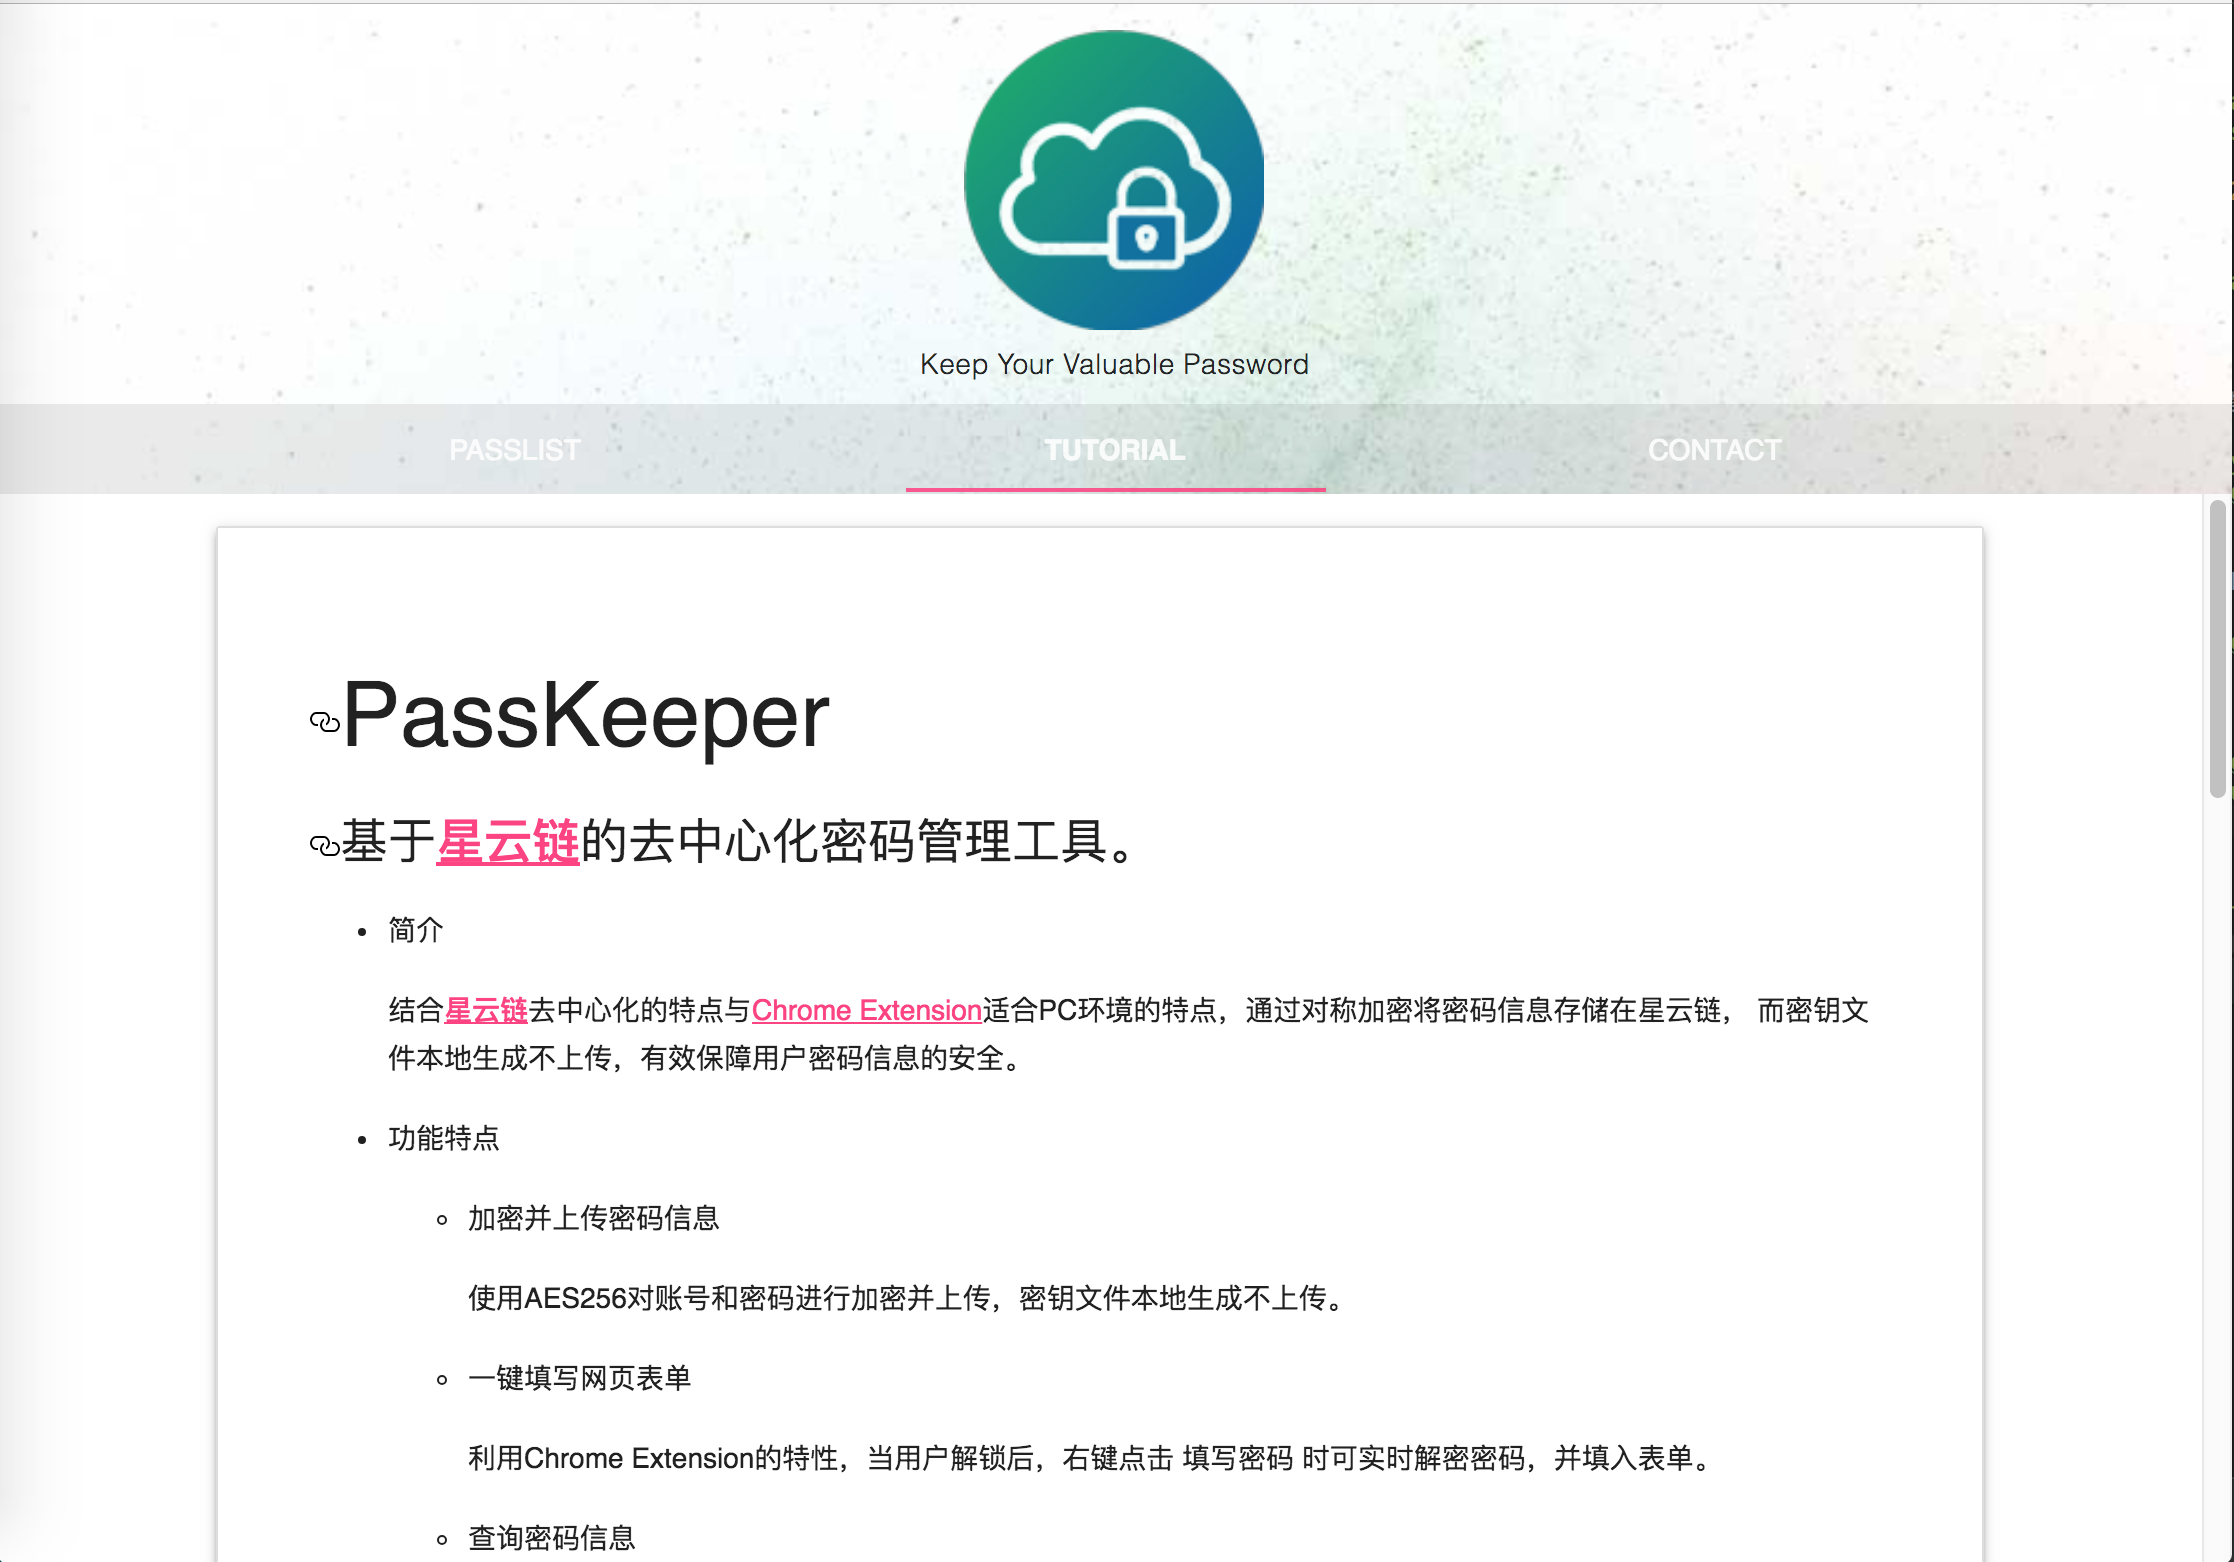 Keep Your Valuable Password
PASSLIST TUTORIAL CONTACT
PassKeeper
基于星云链的去中心化密码管理工具。
简介
结合星云链去中心化的特点与Chrome Extension适合PC环境的特点，通过对称加密将密码信息存储在星云链， 而密钥文
件本地生成不上传，有效保障用户密码信息的安全。
功能特点
加密并上传密码信息
使用AES256对账号和密码进行加密并上传，密钥文件本地生成不上传。
一键填写网页表单
利用Chrome Extension的特性，当用户解锁后，右键点击 填写密码 时可实时解密密码，并填入表单。
查询密码信息